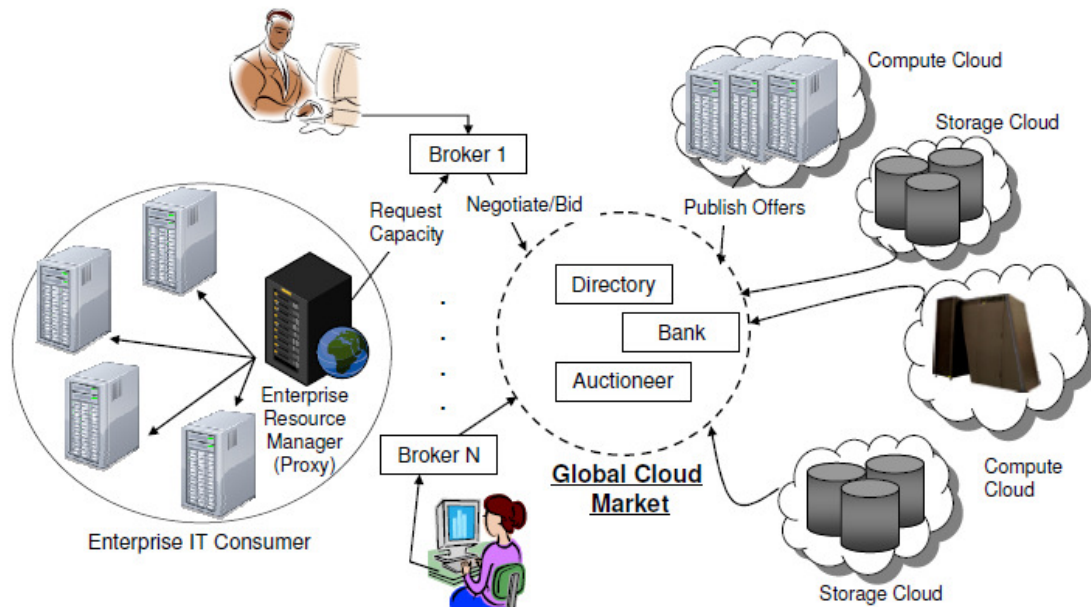 Compute Cloud
Storage Cloud
Broker 1
Request
Capacity
Negotiate/Bid
Publish Offers
Directory
Bank
Auctioneer
Enterprise
Resource
Manager
(Proxy)
Broker N
Global Cloud
Market
Compute
Cloud
Enterprise IT Consumer
Storage Cloud